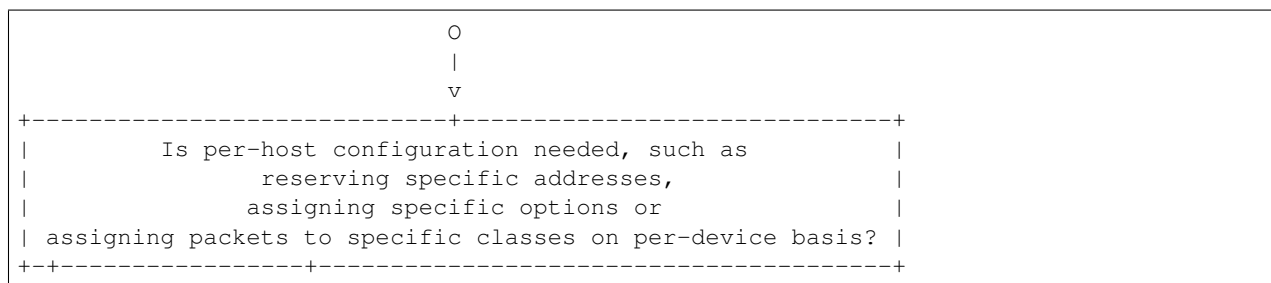 O
                              |
                              v
+-----------------------------+------------------------------+
|         Is per-host configuration needed, such as          |
|                reserving specific addresses,               |
|               assigning specific options or                |
| assigning packets to specific classes on per-device basis? |
+-+-----------------+----------------------------------------+